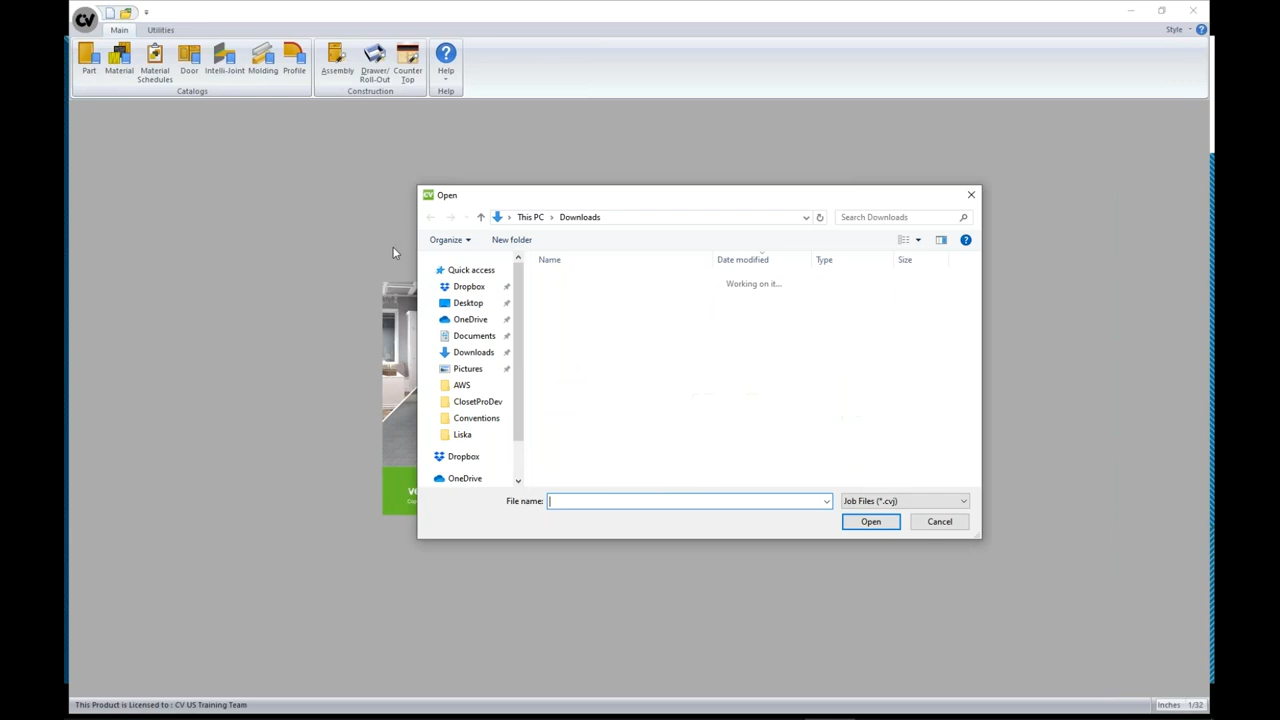 CV
Main Utilities Style
Part Material Material Schedules Door Intelli-Joint Molding Profile Assembly Drawer/ Roll-Out Counter Top Help
Catalogs Construction Help
CV Open
This PC Downloads Search Downloads
Organize New folder
Name Date modified Type Size
Working on it...
Quick access
Dropbox
Desktop
OneDrive
Documents
Downloads
Pictures
AWS
ClosetProDev
Conventions
Liska
Dropbox
OneDrive
File name: Job Files (*.cvj)
Open Cancel
This Product is Licensed to : CV US Training Team Inches 1/32